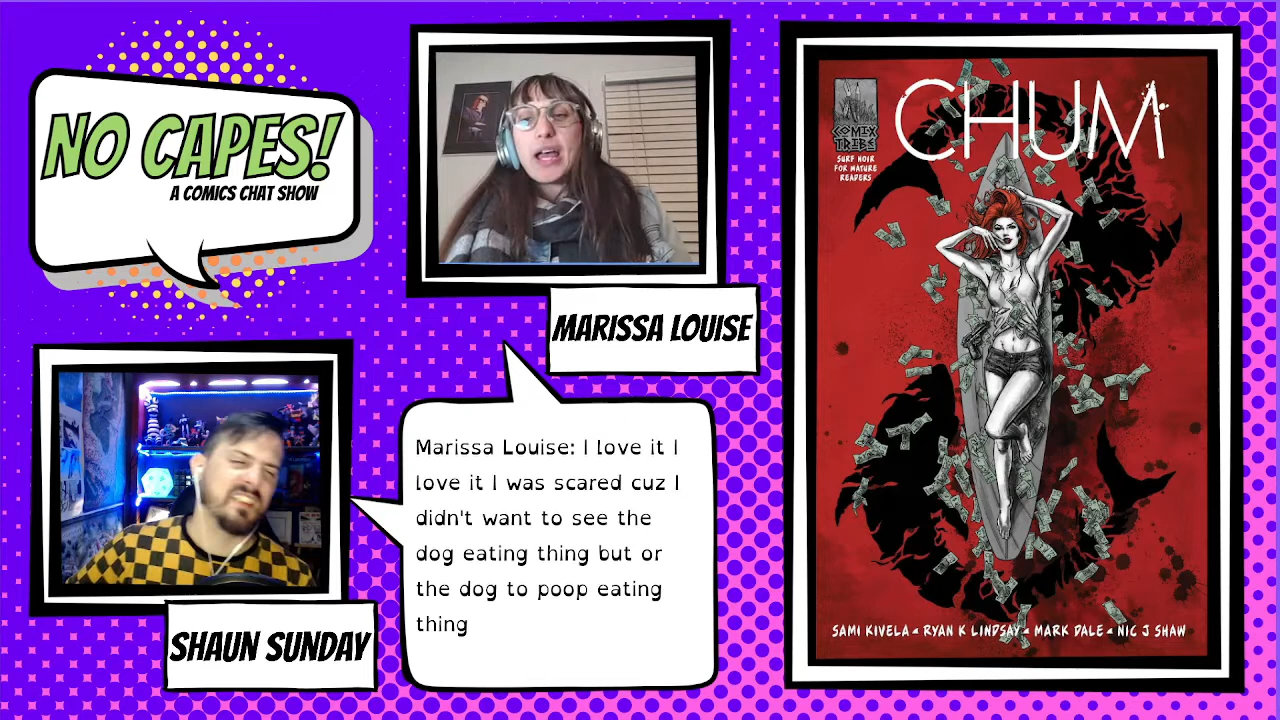 NO CAPES!
A COMICS CHAT SHOW
MARISSA LOUISE
SHAUN SUNDAY
Marissa Louise: I love it I
love it I was scared cuz I
didn't want to see the
dog eating thing but or
the dog to poop eating
thing
COMIX
TRIBE
SURF NOIR
FOR MATURE
READERS
CHUM
SAMI KIVELA RYAN K LINDSAY MARK DALE NIC J SHAW